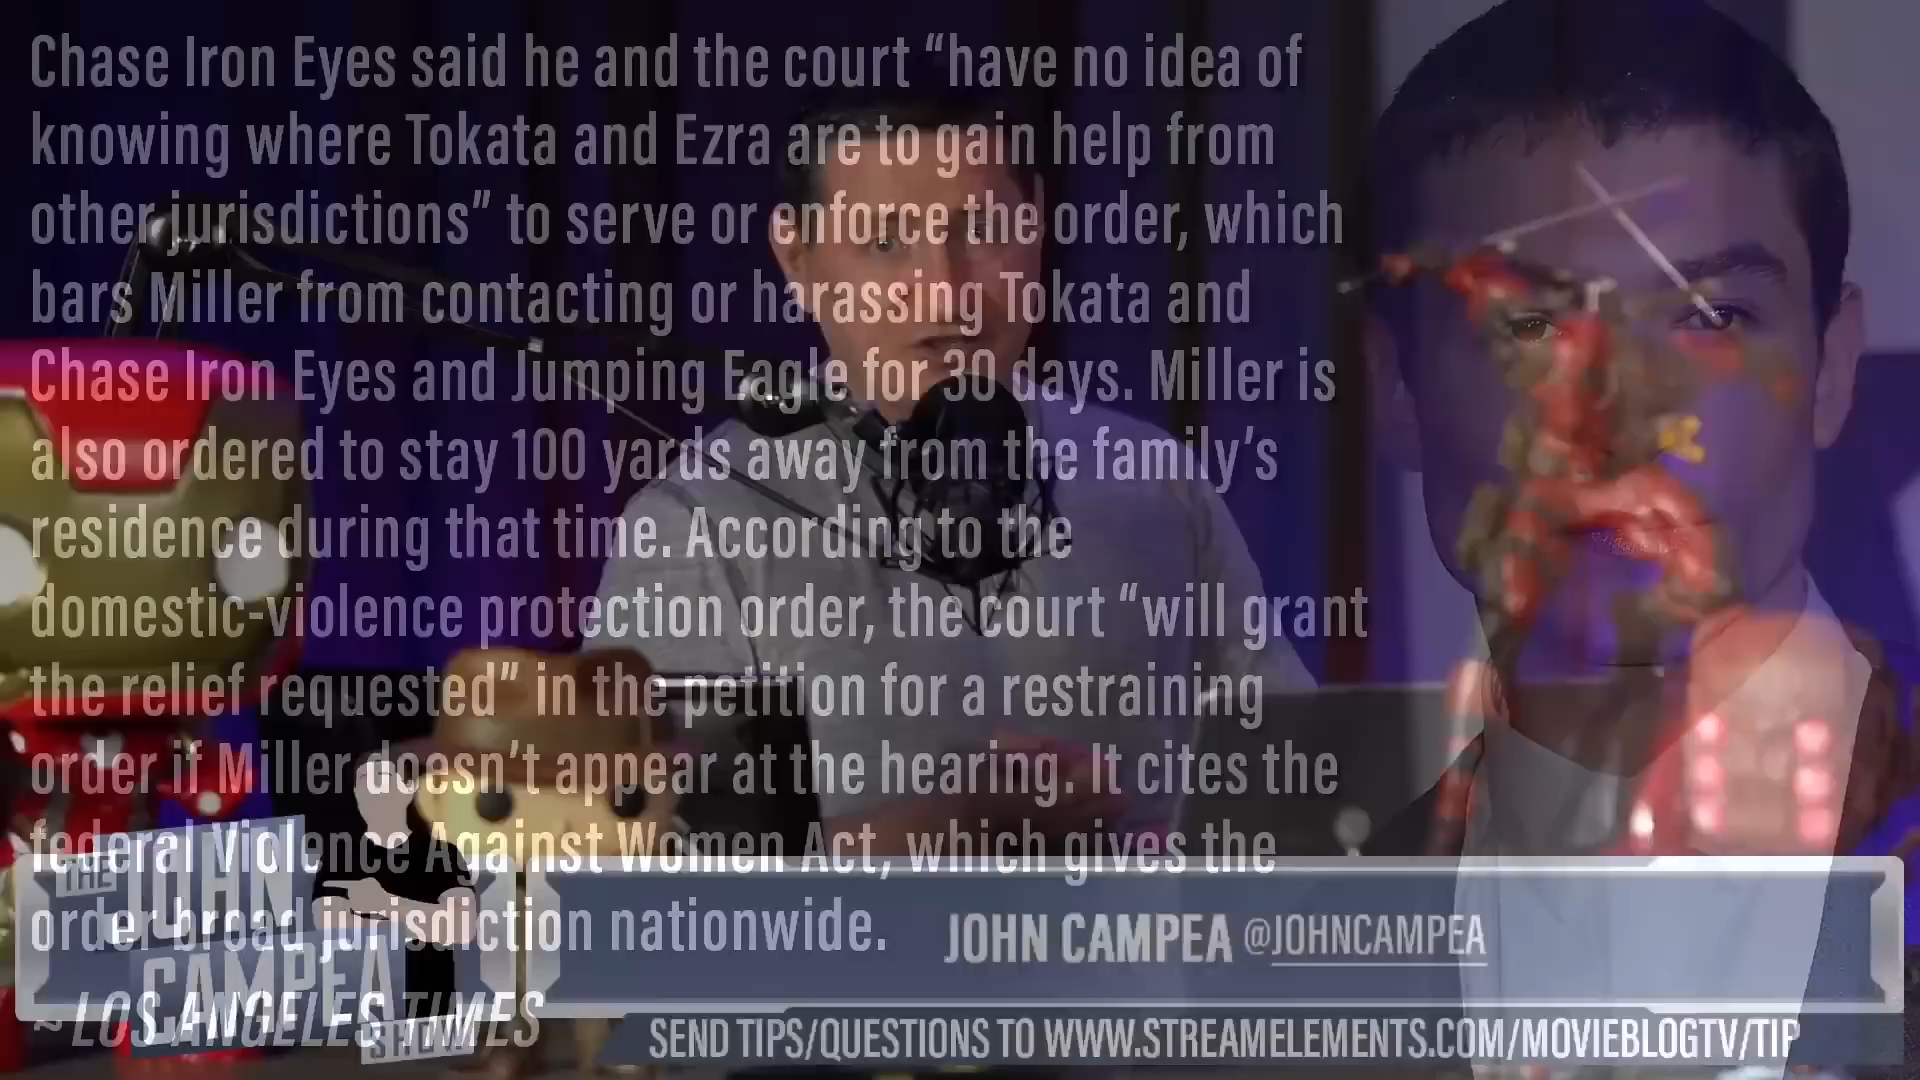 Chase Iron Eyes said he and the court “have no idea of
knowing where Tokata and Ezra are to gain help from
other jurisdictions” to serve or enforce the order, which
bars Miller from contacting or harassing Tokata and
Chase Iron Eyes and Jumping Eagle for 30 days. Miller is
also ordered to stay 100 yards away from the family’s
residence during that time. According to the
domestic-violence protection order, the court “will grant
the relief requested” in the petition for a restraining
order if Miller doesn’t appear at the hearing. It cites the
federal Violence Against Women Act, which gives the
order broad jurisdiction nationwide.
~ LOS ANGELES TIMES
THE
JOHN
CAMPEA
SHOW
JOHN CAMPEA @JOHNCAMPEA
SEND TIPS/QUESTIONS TO WWW.STREAMELEMENTS.COM/MOVIEBLOGTV/TIP